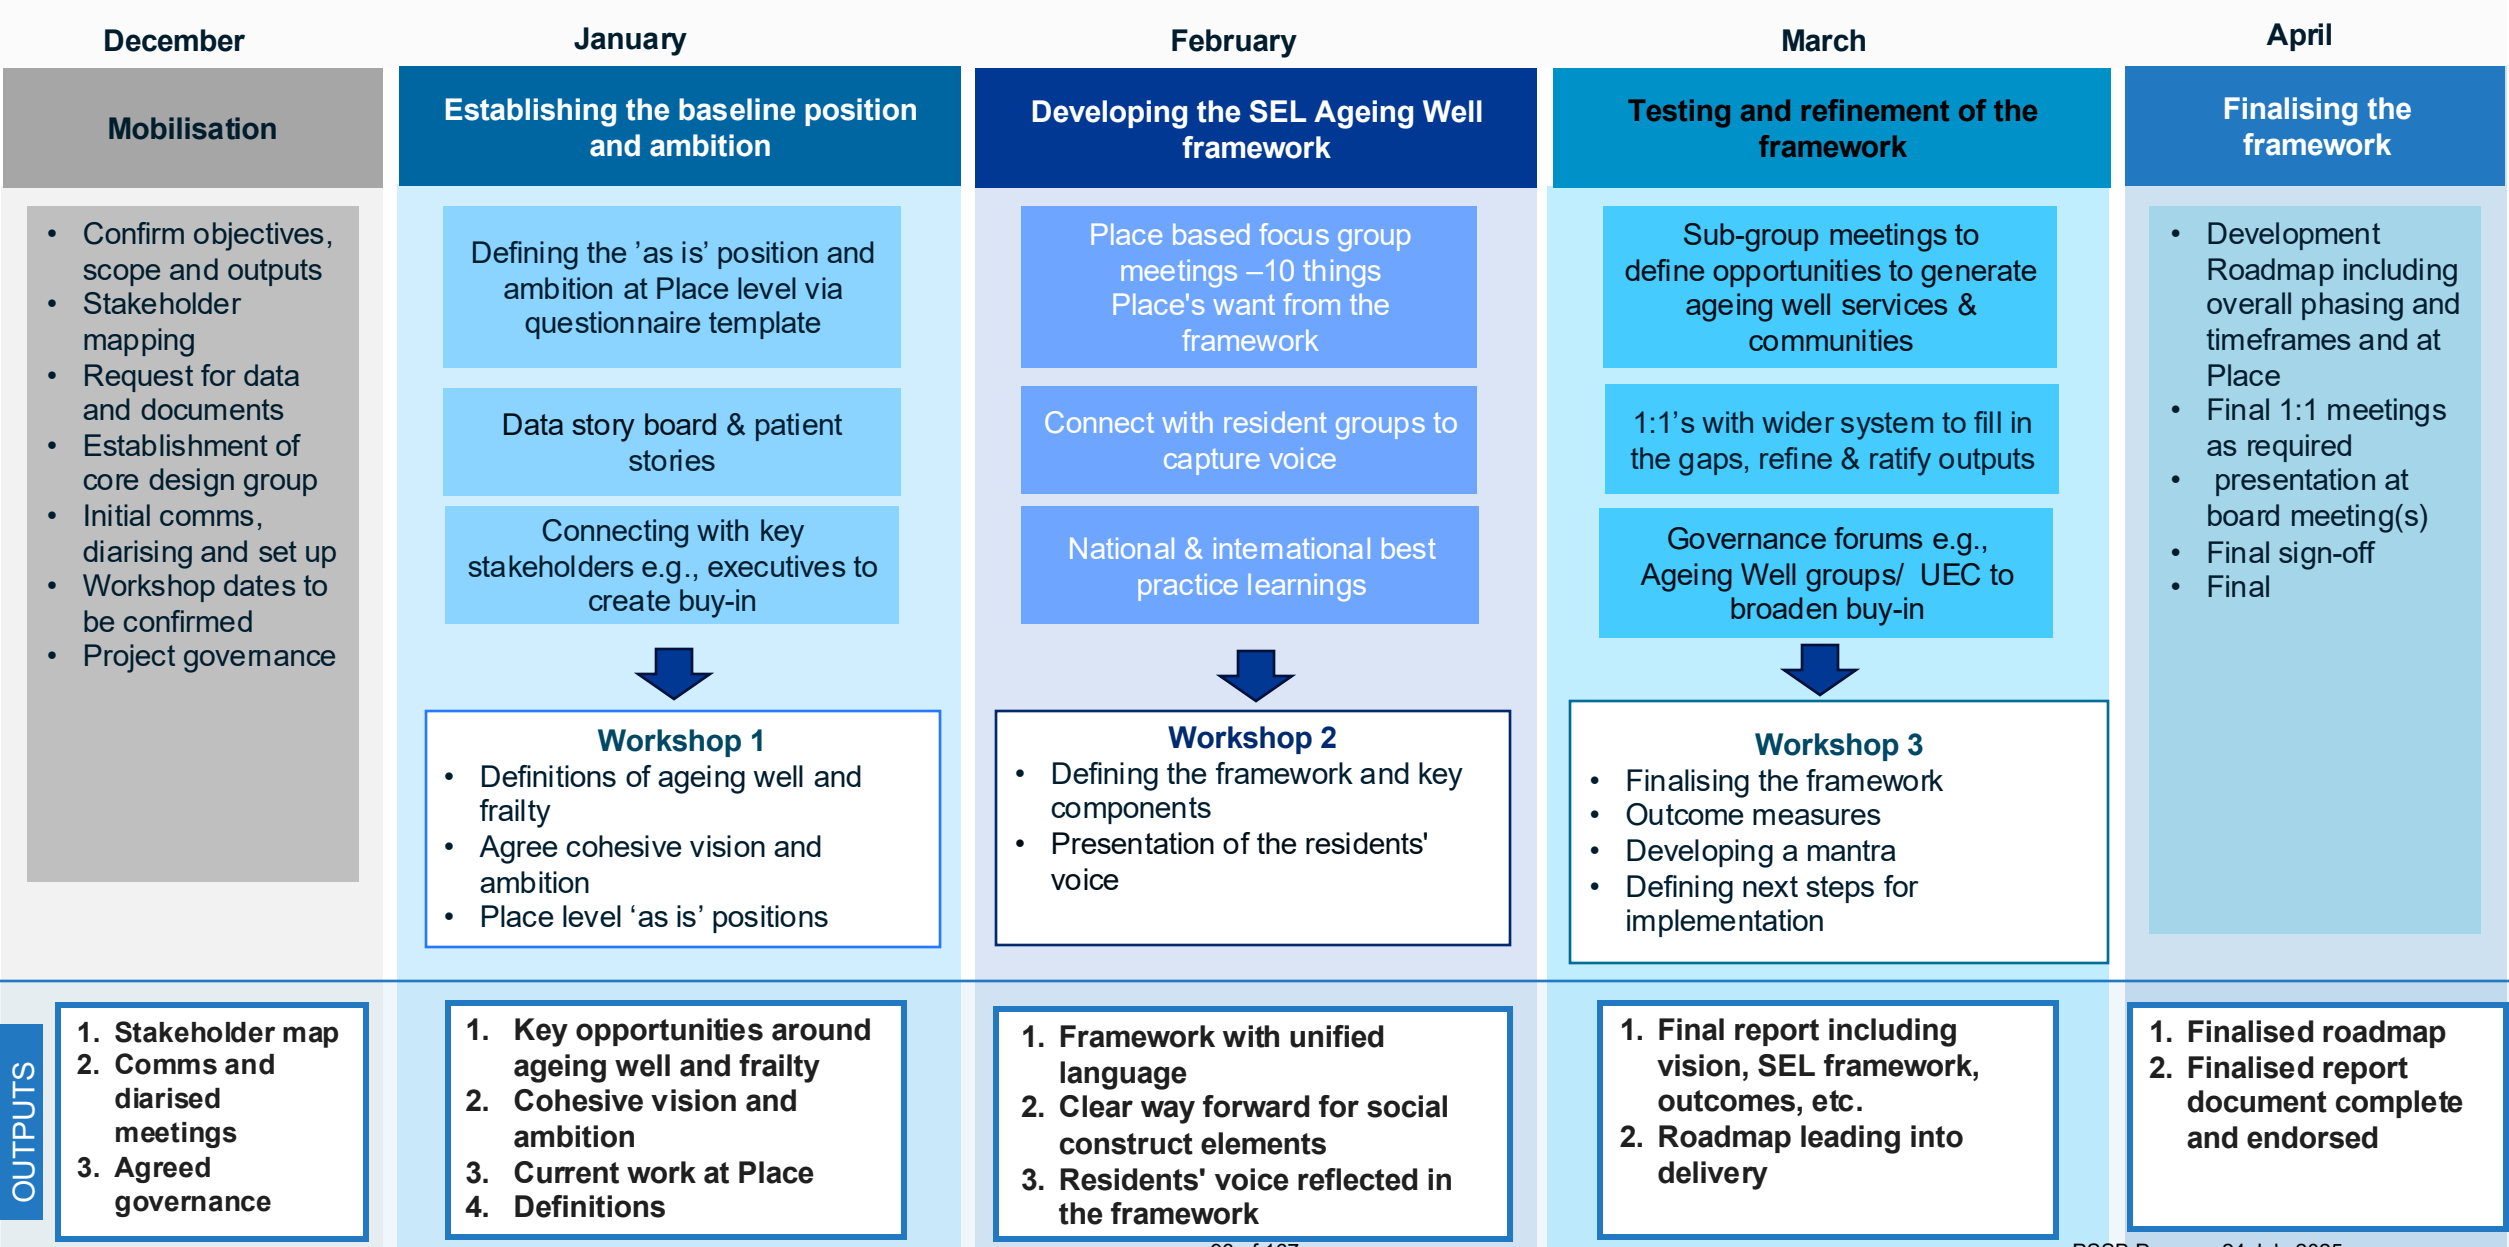 December
Mobilisation
• Confirm objectives,
scope and outputs
• Stakeholder
mapping
• Request for data
and documents
• Establishment of
core design group
• Initial comms,
diarising and set up
• Workshop dates to
be confirmed
• Project governance
January
Establishing the baseline position
and ambition
Defining the ’as is’ position and
ambition at Place level via
questionnaire template
Data story board & patient
stories
Connecting with key
stakeholders e.g., executives to
create buy-in
Workshop 1
• Definitions of ageing well and
frailty
• Agree cohesive vision and
ambition
• Place level ‘as is’ positions
February
Developing the SEL Ageing Well
framework
Place based focus group
meetings –10 things
Place's want from the
framework
Connect with resident groups to
capture voice
National & international best
practice learnings
Workshop 2
• Defining the framework and key
components
• Presentation of the residents'
voice
March
Testing and refinement of the
framework
Sub-group meetings to
define opportunities to generate
ageing well services &
communities
1:1’s with wider system to fill in
the gaps, refine & ratify outputs
Governance forums e.g.,
Ageing Well groups/ UEC to
broaden buy-in
Workshop 3
• Finalising the framework
• Outcome measures
• Developing a mantra
• Defining next steps for
implementation
April
Finalising the
framework
• Development
Roadmap including
overall phasing and
timeframes and at
Place
• Final 1:1 meetings
as required
• presentation at
board meeting(s)
• Final sign-off
• Final
OUTPUTS
1. Stakeholder map
2. Comms and
diarised
meetings
3. Agreed
governance
1. Key opportunities around
ageing well and frailty
2. Cohesive vision and
ambition
3. Current work at Place
4. Definitions
1. Framework with unified
language
2. Clear way forward for social
construct elements
3. Residents' voice reflected in
the framework
1. Final report including
vision, SEL framework,
outcomes, etc.
2. Roadmap leading into
delivery
1. Finalised roadmap
2. Finalised report
document complete
and endorsed